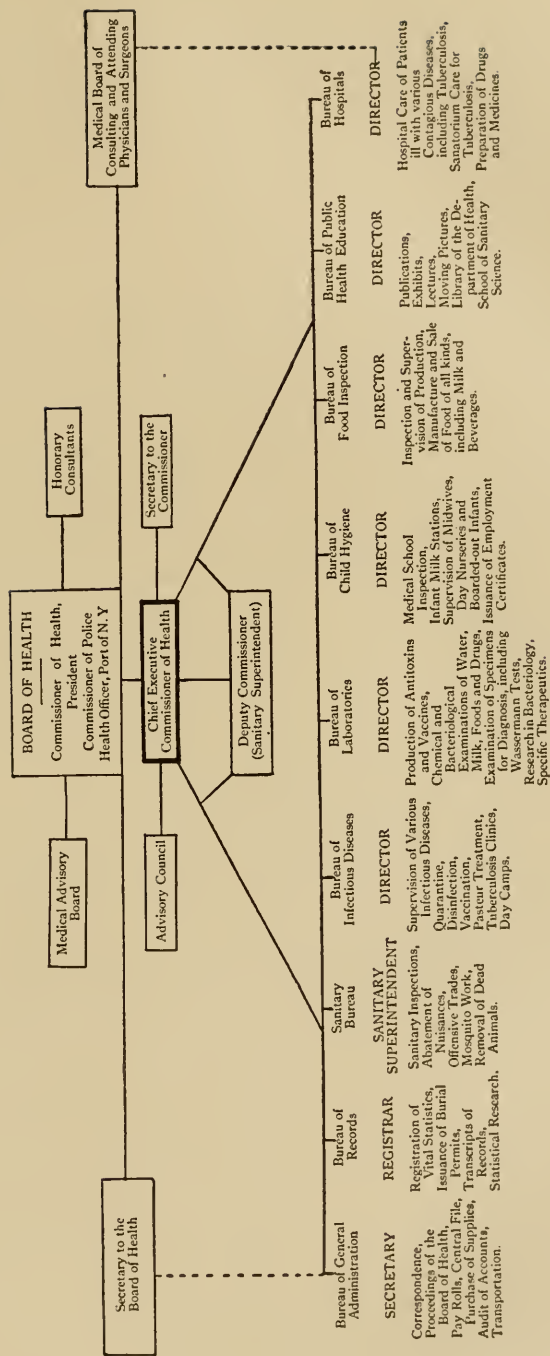 Secretary to the
Board of Health
Medical Advisory
Board
BOARD OF HEALTH
Commissioner of Health,
President
Commissioner of Police
Health Officer, Port of N. Y
Honorary
Consultants
Medical Board of
Consulting and Attending
Physicians and Surgeons
Advisory Council
Chief Executive
Commissioner of Health
Secretary to the
Commissioner
Deputy Commissioner
(Sanitary Superintendent)
Bureau of General
Administration
SECRETARY
Correspondence,
Proceedings of the
Board of Health,
Pay Rolls, Central File,
Purchase of Supplies,
Audit of Accounts,
Transportation.
Bureau of
Records
REGISTRAR
Registration of
Vital Statistics,
Issuance of Burial
Permits,
Transcripts of
Records,
Statistical Research.
Sanitary
Bureau
SANITARY
SUPERINTENDENT
Sanitary Inspections,
Abatement of
Nuisances,
Offensive Trades,
Mosquito Work,
Removal of Dead
Animals.
Bureau of
Infectious Diseases
DIRECTOR
Supervision of Various
Infectious Diseases,
Quarantine,
Disinfection,
Vaccination,
Pasteur Treatment,
Tuberculosis Clinics,
Day Camps.
Bureau of
Laboratories
DIRECTOR
Production of Antitoxins
and Vaccines,
Chemical and
Bacteriological
Examinations of Water,
Milk, Foods and Drugs,
Examination of Specimens
for Diagnosis, including
Wassermann Tests,
Research in Bacteriology,
Specific Therapeutics.
Bureau of
Child Hygiene
DIRECTOR
Medical School
Inspection,
Infant Milk Stations,
Supervision of Midwives,
Day Nurseries and
Boarded-out Infants,
Issuance of Employment
Certificates.
Bureau of
Food Inspection
DIRECTOR
Inspection and Super-
vision of Production,
Manufacture and Sale
of Food of all kinds,
including Milk and
Beverages.
Bureau of Public
Health Education
DIRECTOR
Publications,
Exhibits,
Lectures,
Moving Pictures,
Library of the De-
partment of Health,
School of Sanitary
Science.
Bureau of
Hospitals
DIRECTOR
Hospital Care of Patients
ill with various
Contagious Diseases,
including Tuberculosis,
Sanatorium Care for
Tuberculosis,
Preparation of Drugs
and Medicines.